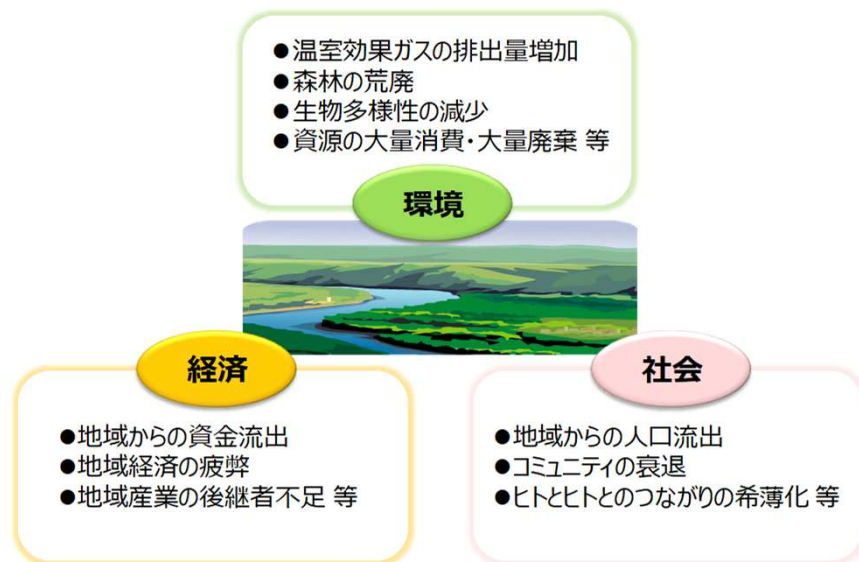 ●温室効果ガスの排出量増加
●森林の荒廃
●生物多様性の減少
●資源の大量消費・大量廃棄 等
環境
経済
●地域からの資金流出
●地域経済の疲弊
●地域産業の後継者不足 等
社会
●地域からの人口流出
●コミュニティの衰退
●ヒトとヒトとのつながりの希薄化 等